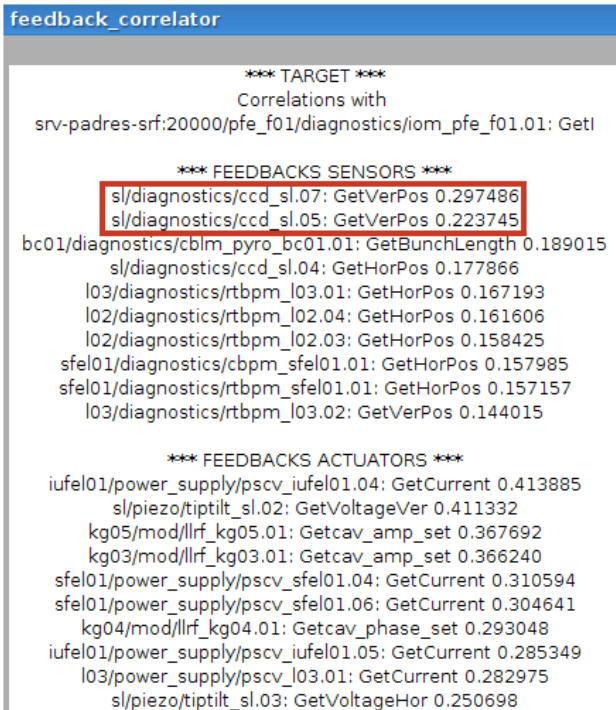 feedback_correlator
*** TARGET ***
Correlations with
srv-padres-srf:20000/pfe_f01/diagnostics/iom_pfe_f01.01: GetI
*** FEEDBACKS SENSORS ***
sl/diagnostics/ccd_sl.07: GetVerPos 0.297486
sl/diagnostics/ccd_sl.05: GetVerPos 0.223745
bc01/diagnostics/cblm_pyro_bc01.01: GetBunchLength 0.189015
sl/diagnostics/ccd_sl.04: GetHorPos 0.177866
l03/diagnostics/rtbpm_l03.01: GetHorPos 0.167193
l02/diagnostics/rtbpm_l02.04: GetHorPos 0.161606
l02/diagnostics/rtbpm_l02.03: GetHorPos 0.158425
sfel01/diagnostics/cbpm_sfel01.01: GetHorPos 0.157985
sfel01/diagnostics/rtbpm_sfel01.01: GetHorPos 0.157157
l03/diagnostics/rtbpm_l03.02: GetVerPos 0.144015
*** FEEDBACKS ACTUATORS ***
iufel01/power_supply/pscv_iufel01.04: GetCurrent 0.413885
sl/piezo/tiptilt_sl.02: GetVoltageVer 0.411332
kg05/mod/llrf_kg05.01: Getcav_amp_set 0.367692
kg03/mod/llrf_kg03.01: Getcav_amp_set 0.366240
sfel01/power_supply/pscv_sfel01.04: GetCurrent 0.310594
sfel01/power_supply/pscv_sfel01.06: GetCurrent 0.304641
kg04/mod/llrf_kg04.01: Getcav_phase_set 0.293048
iufel01/power_supply/pscv_iufel01.05: GetCurrent 0.285349
l03/power_supply/pscv_l03.01: GetCurrent 0.282975
sl/piezo/tiptilt_sl.03: GetVoltageHor 0.250698